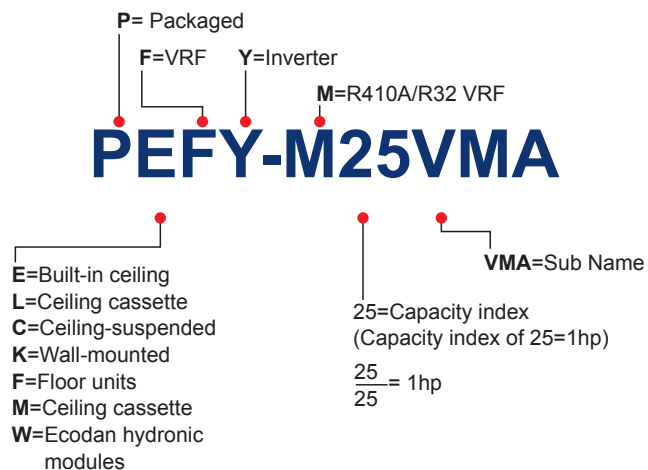 P= Packaged
F=VRF
Y=Inverter
M=R410A/R32 VRF
PEFY-M25VMA
E=Built-in ceiling
L=Ceiling cassette
C=Ceiling-suspended
K=Wall-mounted
F=Floor units
M=Ceiling cassette
W=Ecodan hydronic
modules
25=Capacity index
(Capacity index of 25=1hp)
25
25
= 1hp
VMA=Sub Name